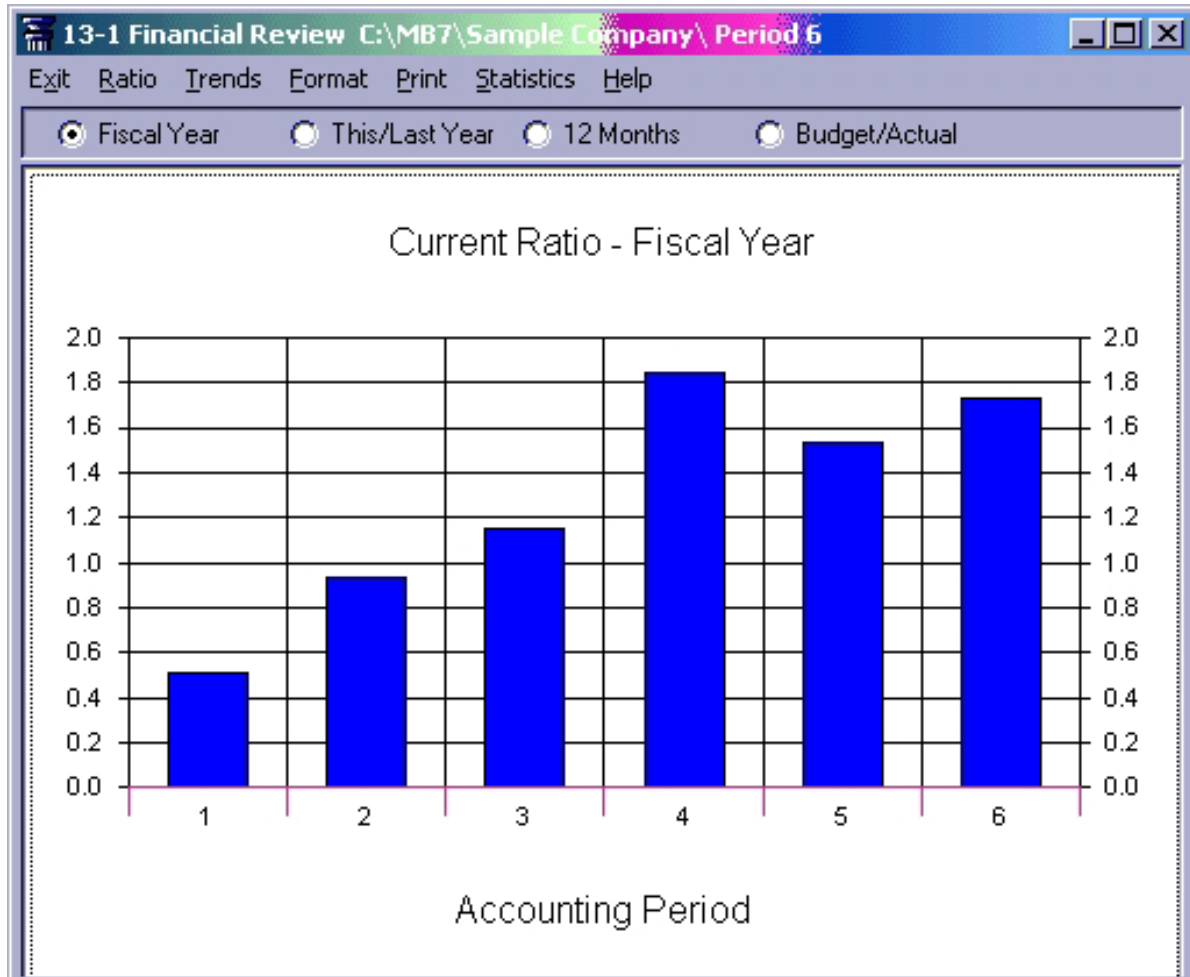 13-1 Financial Review C:\MB7\Sample Company\ Period 6
Exit Ratio Trends Format Print Statistics Help
Fiscal Year This/Last Year 12 Months Budget/Actual
Current Ratio - Fiscal Year
2.0 2.0
1.8 1.8
1.6 1.6
1.4 1.4
1.2 1.2
1.0 1.0
0.8 0.8
0.6 0.6
0.4 0.4
0.2 0.2
0.0 0.0
1 2 3 4 5 6
Accounting Period